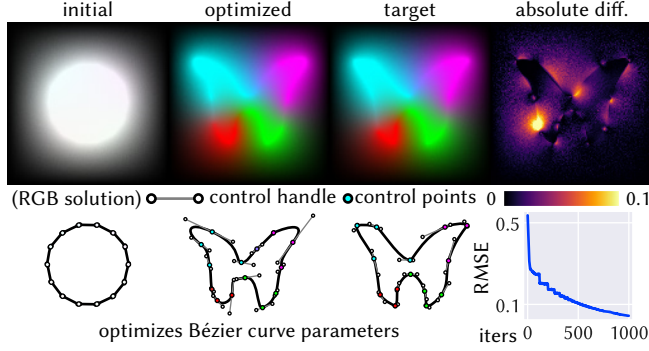 initial optimized target absolute diff.
(RGB solution) control handle control points 0 0.1
0.5
RMSE
0.1
optimizes Bézier curve parameters
iters 0 500 1000